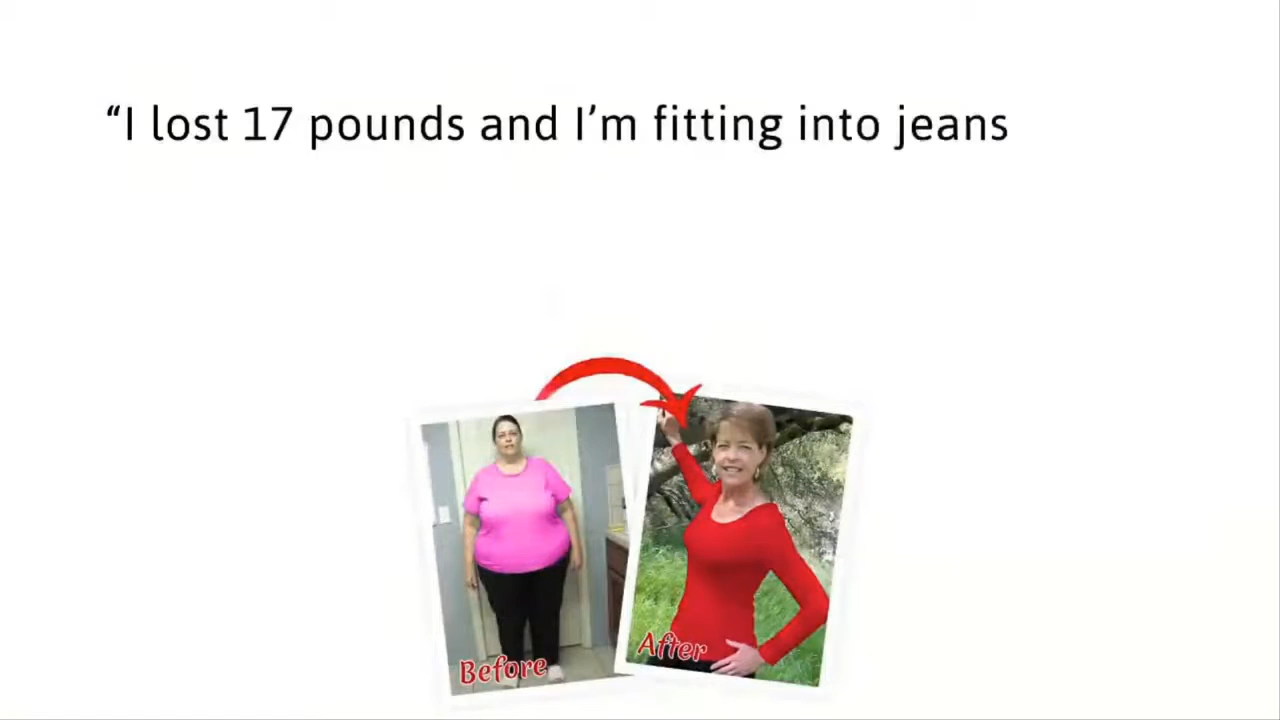 “I lost 17 pounds and I’m fitting into jeans
Before
After